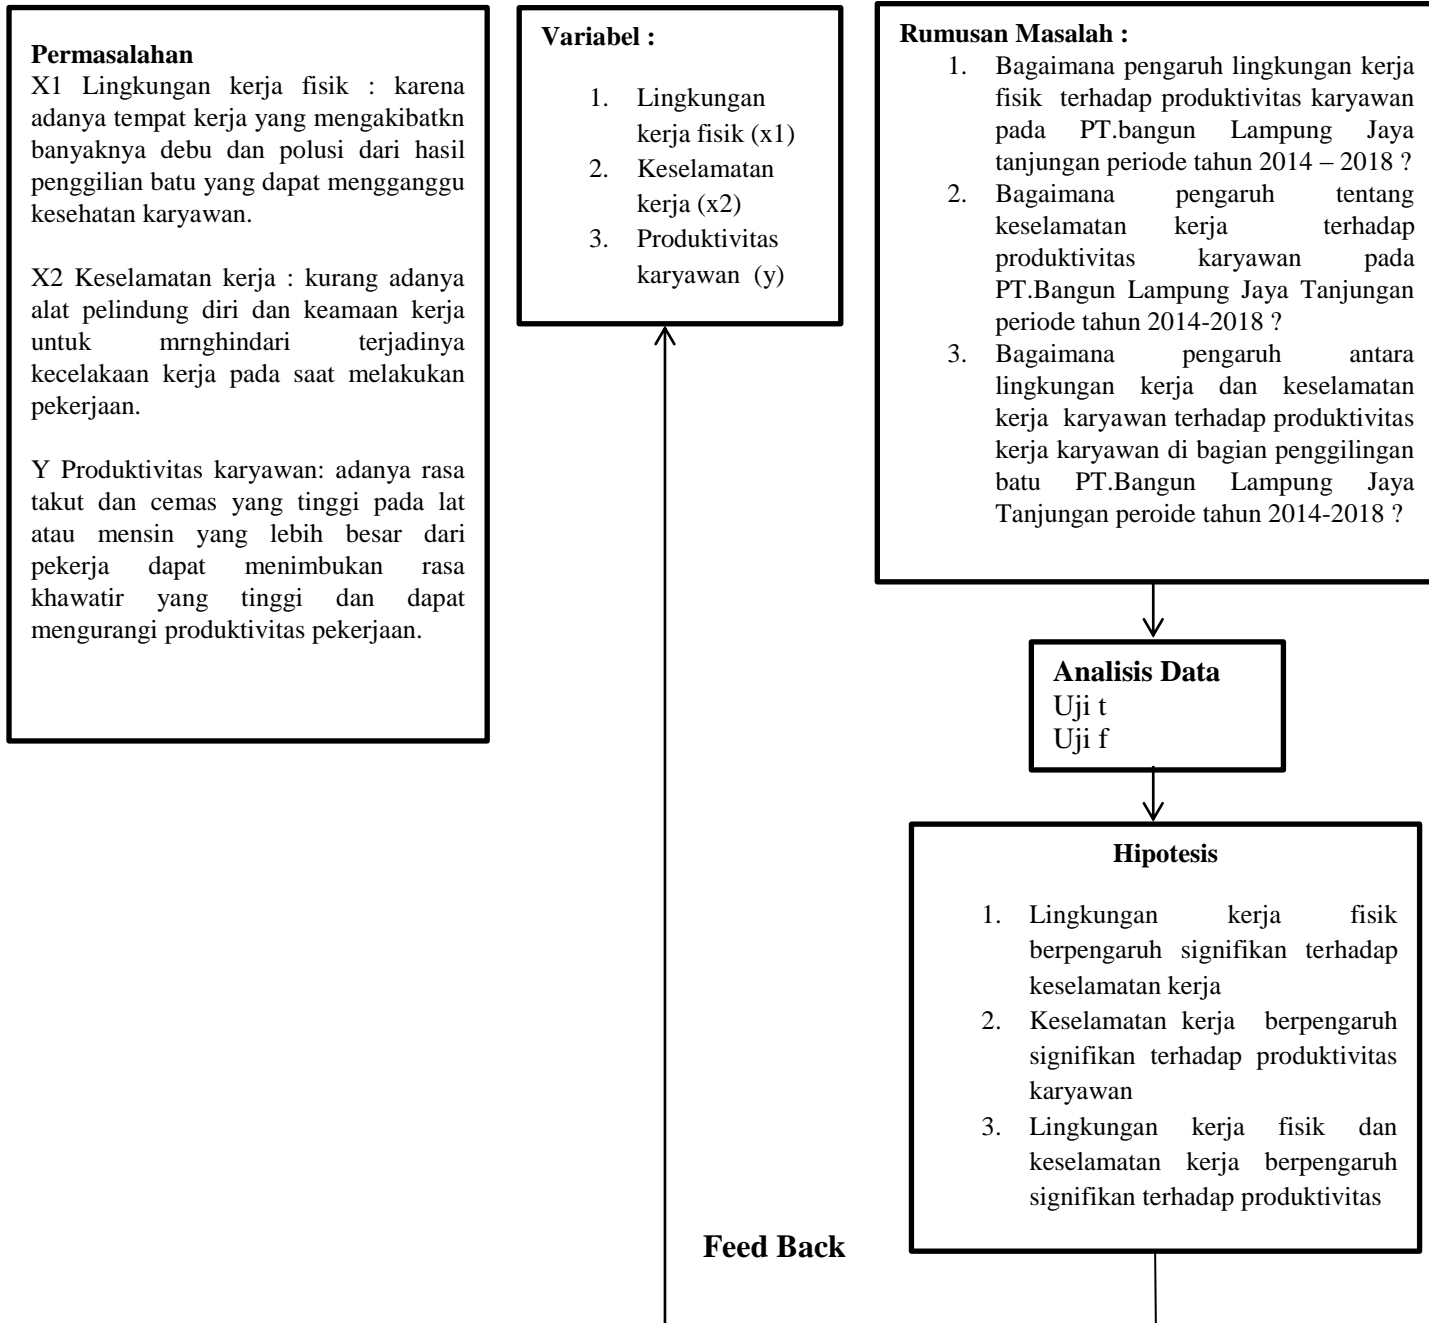 Permasalahan
X1 Lingkungan kerja fisik : karena
adanya tempat kerja yang mengakibatkn
banyaknya debu dan polusi dari hasil
penggilian batu yang dapat mengganggu
kesehatan karyawan.
X2 Keselamatan kerja : kurang adanya
alat pelindung diri dan keamaan kerja
untuk mrnghindari terjadinya
kecelakaan kerja pada saat melakukan
pekerjaan.
Y Produktivitas karyawan: adanya rasa
takut dan cemas yang tinggi pada lat
atau mensin yang lebih besar dari
pekerja dapat menimbukan rasa
khawatir yang tinggi dan dapat
mengurangi produktivitas pekerjaan.
Variabel :
1. Lingkungan
kerja fisik (x1)
2. Keselamatan
kerja (x2)
3. Produktivitas
karyawan (y)
Rumusan Masalah :
1. Bagaimana pengaruh lingkungan kerja
fisik terhadap produktivitas karyawan
pada PT.bangun Lampung Jaya
tanjungan periode tahun 2014 – 2018 ?
2. Bagaimana pengaruh tentang
keselamatan kerja terhadap
produktivitas karyawan pada
PT.Bangun Lampung Jaya Tanjungan
periode tahun 2014-2018 ?
3. Bagaimana pengaruh antara
lingkungan kerja dan keselamatan
kerja karyawan terhadap produktivitas
kerja karyawan di bagian penggilingan
batu PT.Bangun Lampung Jaya
Tanjungan peroide tahun 2014-2018 ?
Analisis Data
Uji t
Uji f
Hipotesis
1. Lingkungan kerja fisik
berpengaruh signifikan terhadap
keselamatan kerja
2. Keselamatan kerja berpengaruh
signifikan terhadap produktivitas
karyawan
3. Lingkungan kerja fisik dan
keselamatan kerja berpengaruh
signifikan terhadap produktivitas
Feed Back